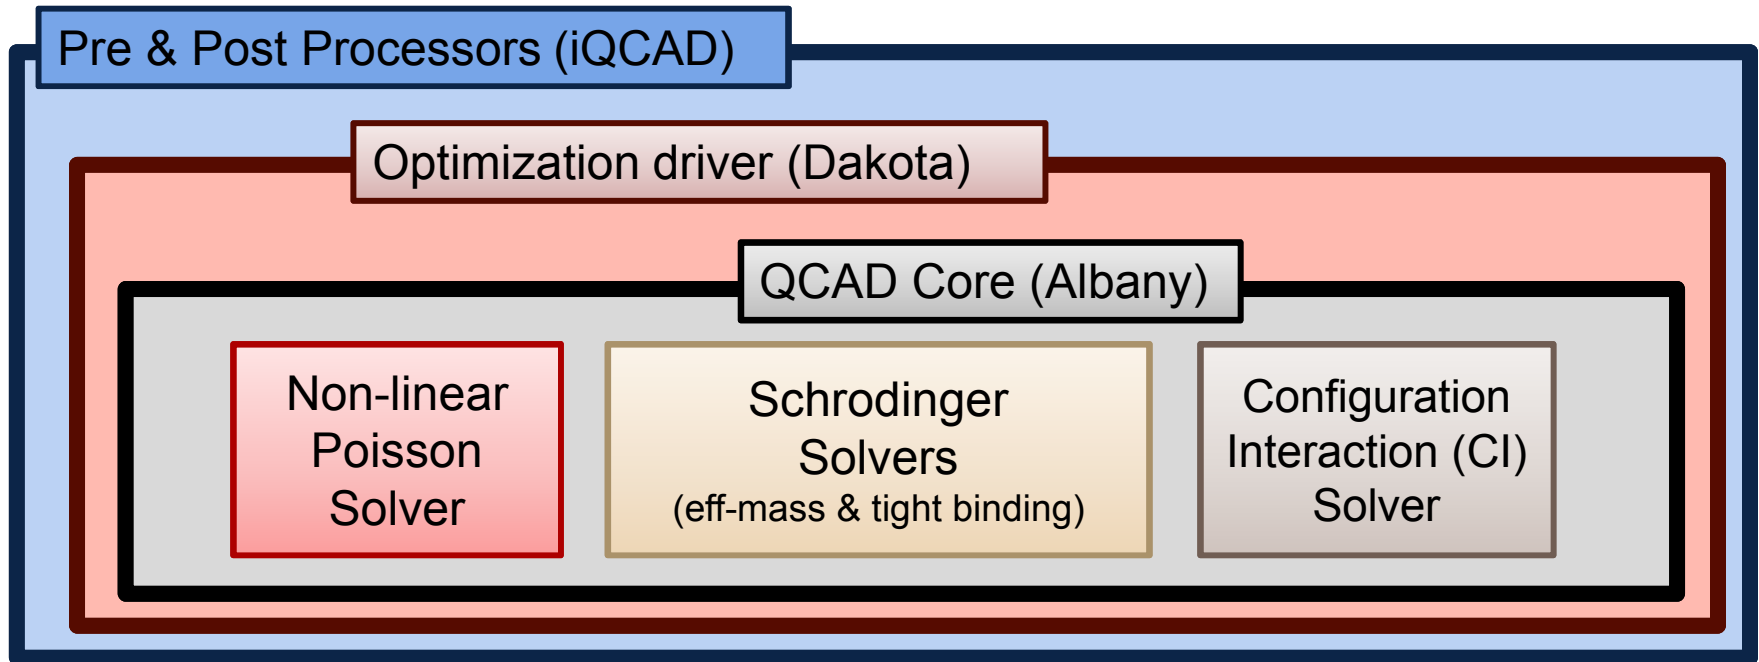 Pre & Post Processors (iQCAD)
Optimization driver (Dakota)
QCAD Core (Albany)
Non-linear
Poisson
Solver
Schrodinger
Solvers
(eff-mass & tight binding)
Configuration
Interaction (CI)
Solver